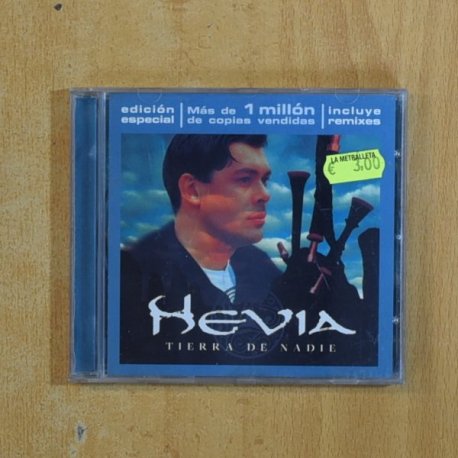 edición especial | Más de 1 millón de copias vendidas | incluye remixes
LA METRALLETA
€ 3.00
HEVIA
TIERRA DE NADIE